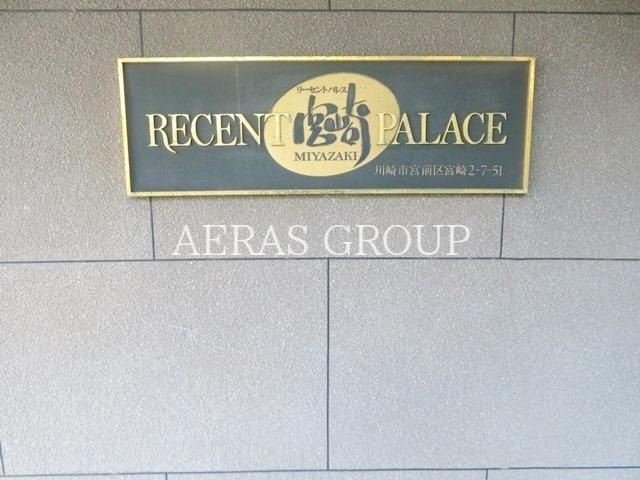 リーセントパレス
RECENT 宮崎 PALACE
MIYAZAKI
川崎市宮前区宮崎2-7-51
AERAS GROUP